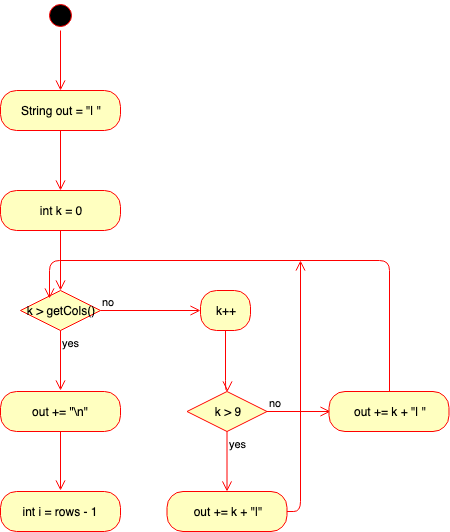 String out = "| "
int k = 0
k > getCols()
no
k++
yes
out += "\n"
k > 9
no
out += k + "| "
yes
int i = rows - 1
out += k + "|"